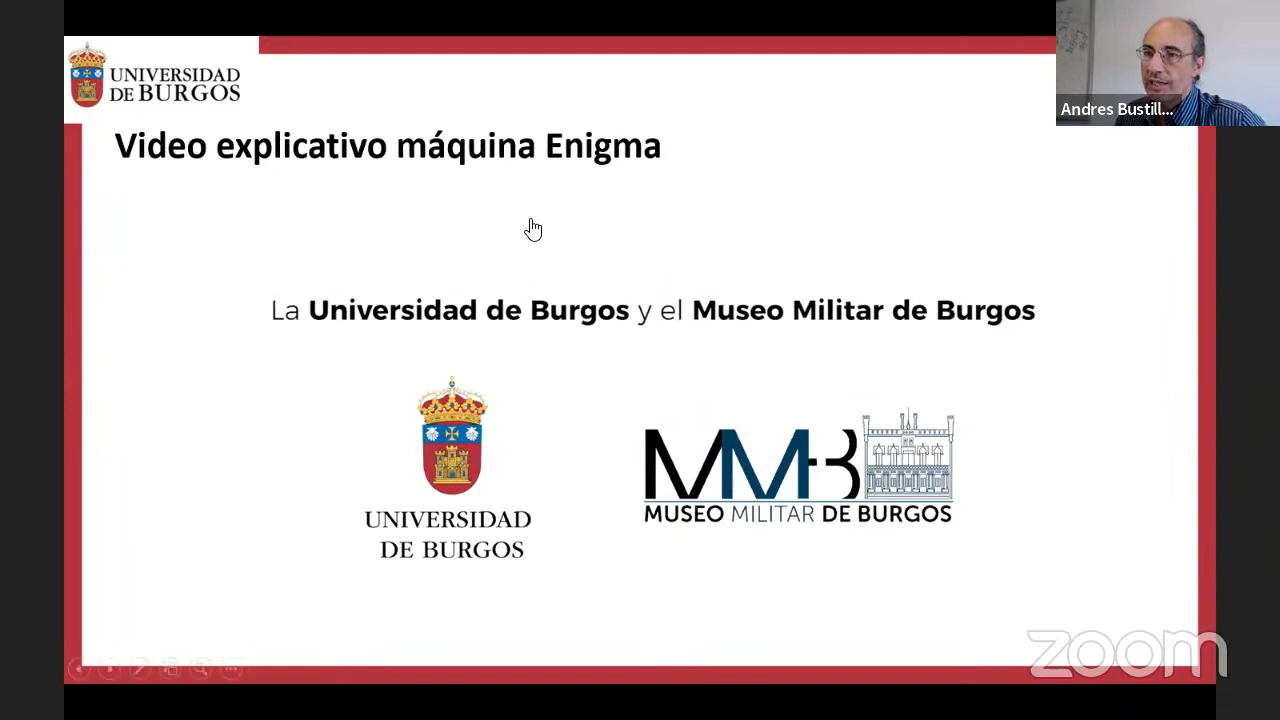 UNIVERSIDAD
DE BURGOS
Andres Bustill...
Video explicativo máquina Enigma
La Universidad de Burgos y el Museo Militar de Burgos
UNIVERSIDAD
DE BURGOS
MMB
MUSEO MILITAR DE BURGOS
zoom